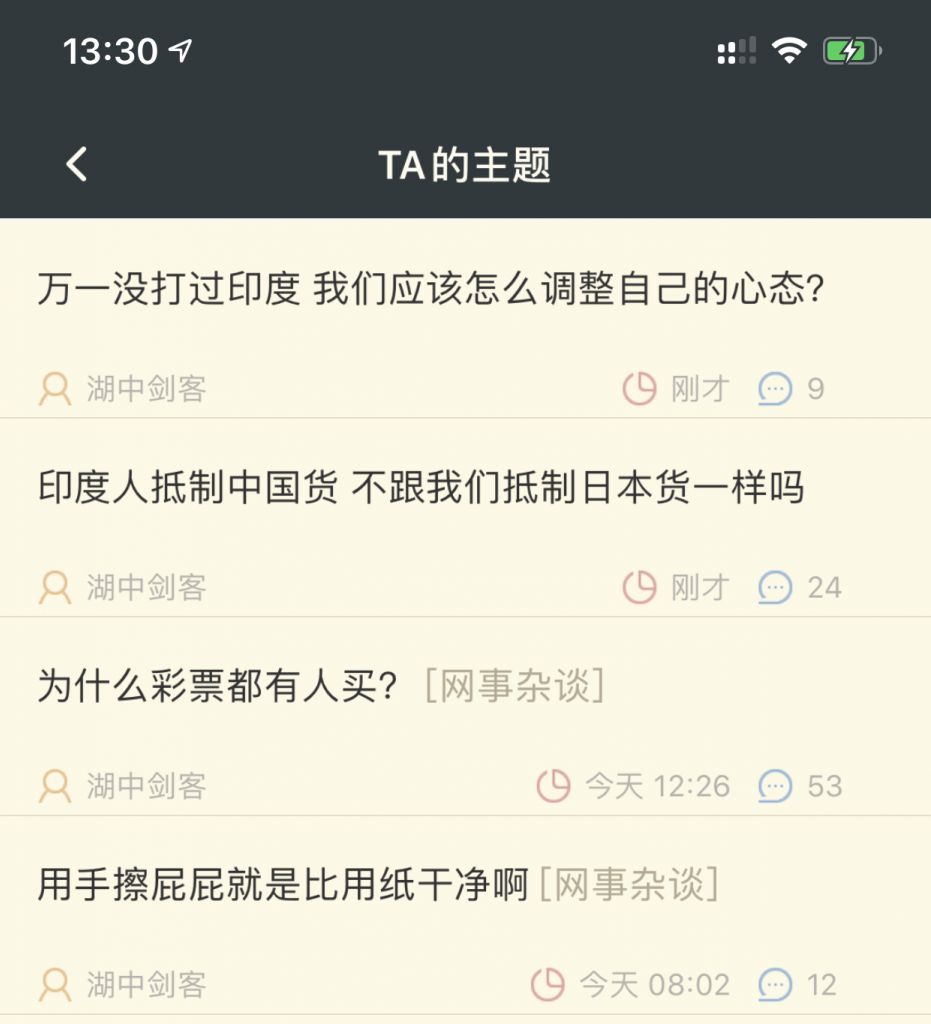 13:30
TA的主题
万一没打过印度 我们应该怎么调整自己的心态?
湖中剑客 刚才 9
印度人抵制中国货 不跟我们抵制日本货一样吗
湖中剑客 刚才 24
为什么彩票都有人买? [网事杂谈]
湖中剑客 今天 12:26 53
用手擦屁屁就是比用纸干净啊 [网事杂谈]
湖中剑客 今天 08:02 12